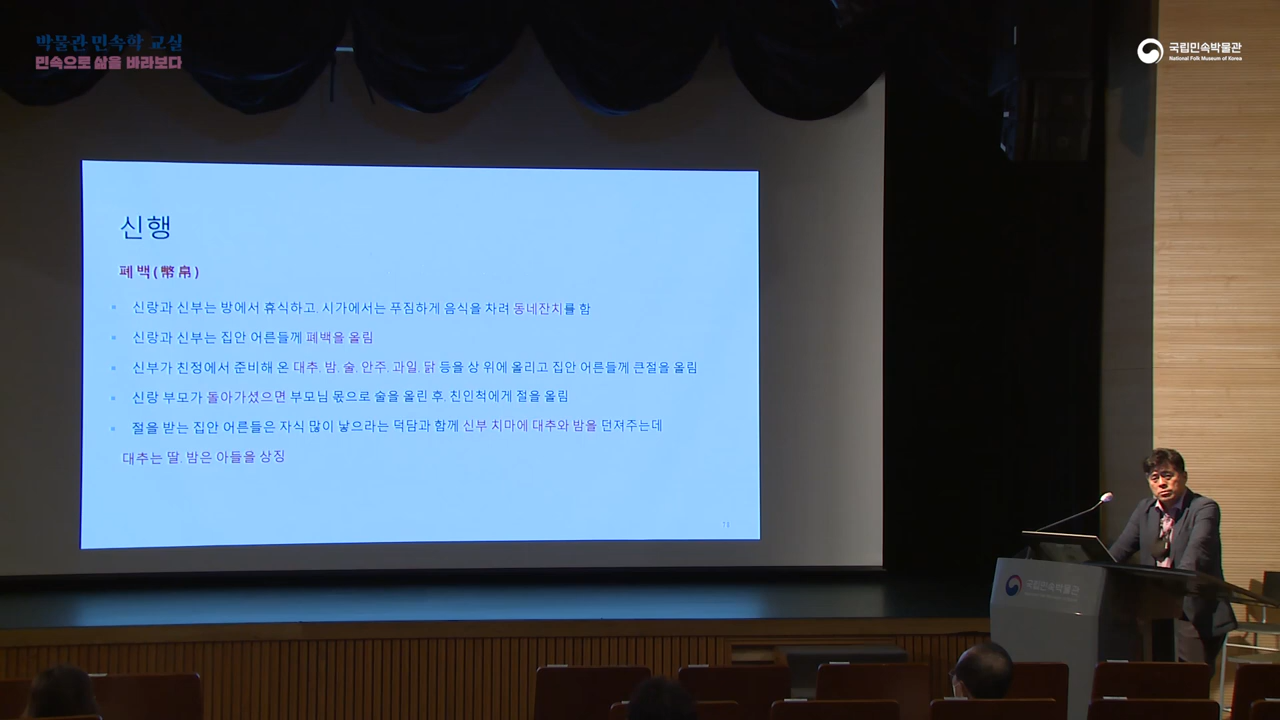 박물관 민속학 교실
민속으로 삶을 바라보다
국립민속박물관
National Folk Museum of Korea
신행
폐백(幣帛)
신랑과 신부는 방에서 휴식하고, 시가에서는 푸짐하게 음식을 차려 동네잔치를 함
신랑과 신부는 집안 어른들께 폐백을 올림
신부가 친정에서 준비해 온 대추, 밤, 술, 안주, 과일, 닭 등을 상 위에 올리고 집안 어른들께 큰절을 올림
신랑 부모가 돌아가셨으면 부모님 몫으로 술을 올린 후, 친인척에게 절을 올림
절을 받는 집안 어른들은 자식 많이 낳으라는 덕담과 함께 신부 치마에 대추와 밤을 던져주는데
대추는 딸, 밤은 아들을 상징
국립민속박물관